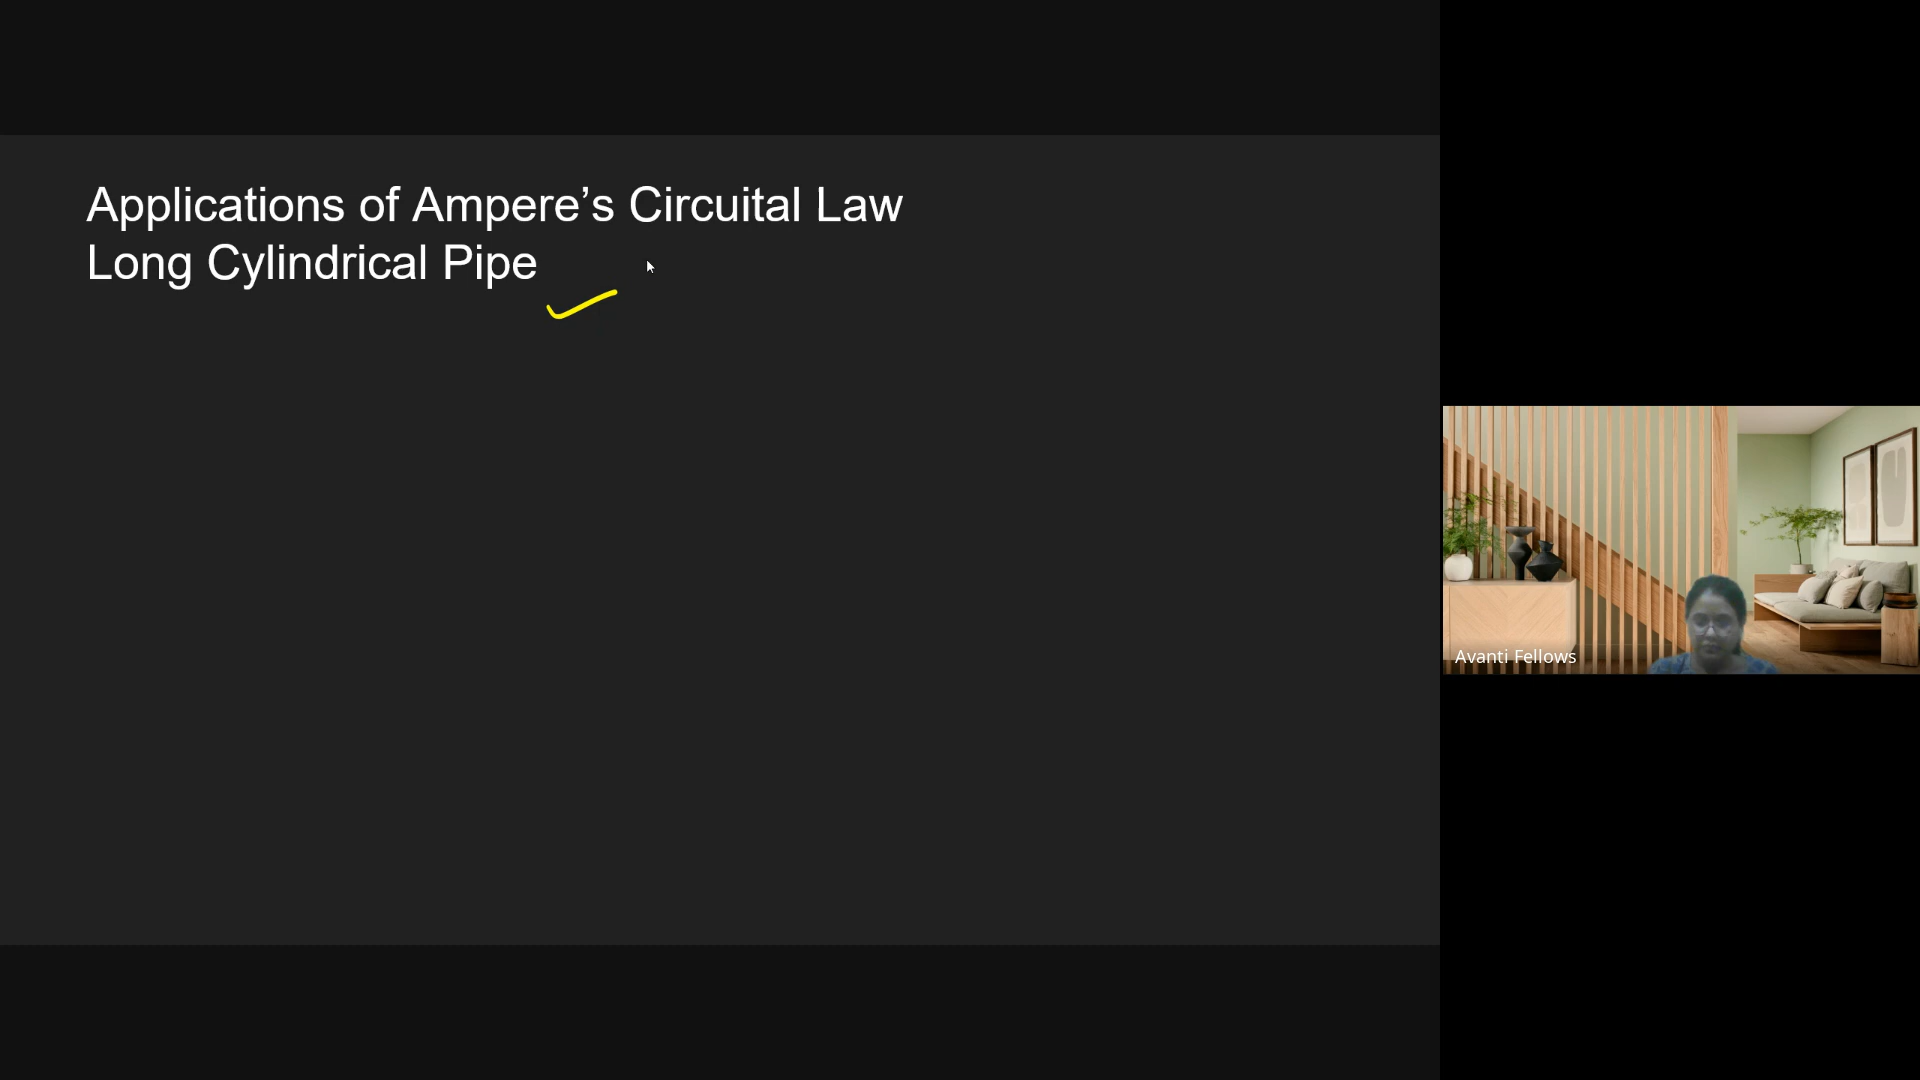 Applications of Ampere’s Circuital Law
Long Cylindrical Pipe
Avanti Fellows